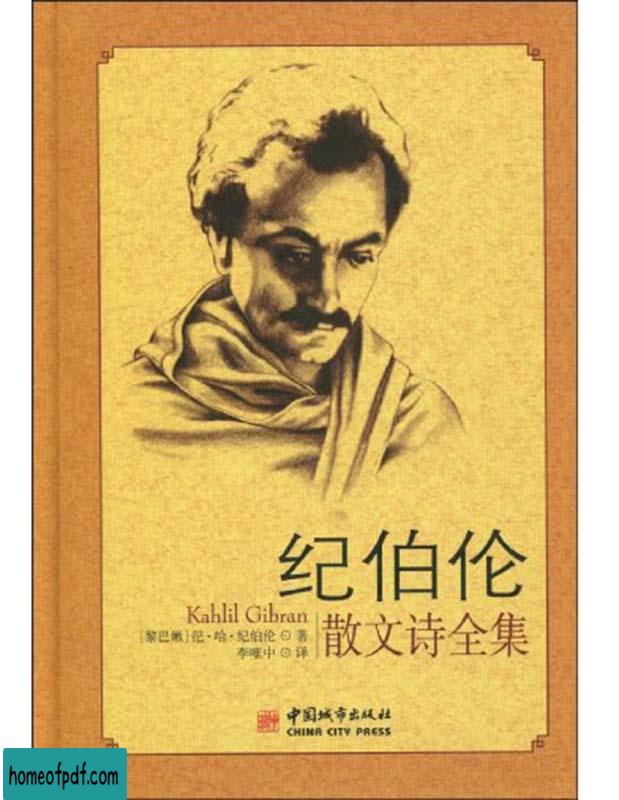 纪伯伦
Kahlil Gibran
散文诗全集
[黎巴嫩]纪·哈·纪伯伦⊙著
李唯中⊙译
中国城市出版社
CHINA CITY PRESS
homeofpdf.com